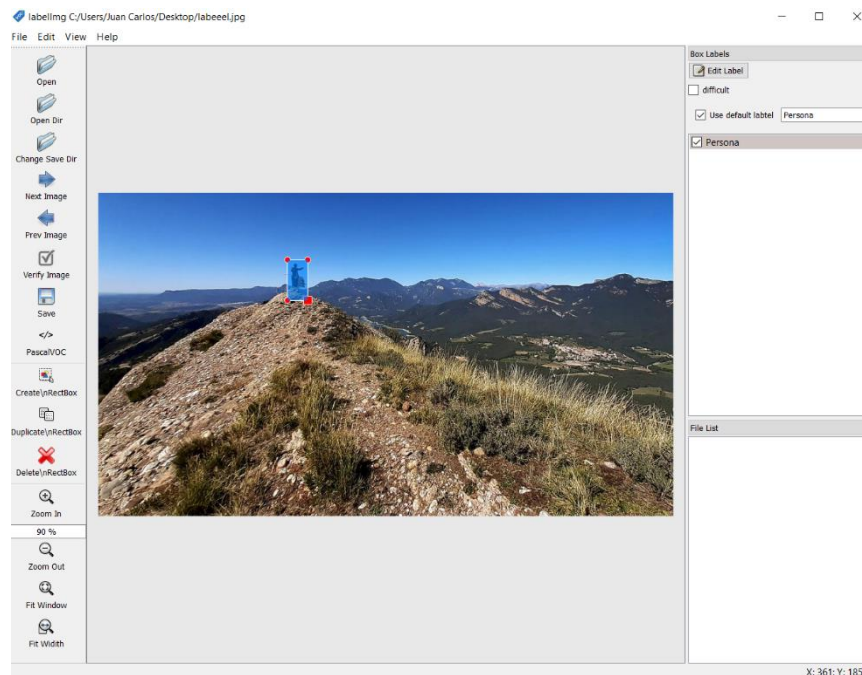 labelImg C:/Users/Juan Carlos/Desktop/labeeel.jpg
File Edit View Help
Open
Open Dir
Change Save Dir
Next Image
Prev Image
Verify Image
Save
</>
PascalVOC
Create\nRectBox
Duplicate\nRectBox
Delete\nRectBox
Zoom In
90 %
Zoom Out
Fit Window
Fit Widith
Box Labels
Edit Label
difficult
Use default labtel Persona
Persona
File List
X: 361; Y: 185